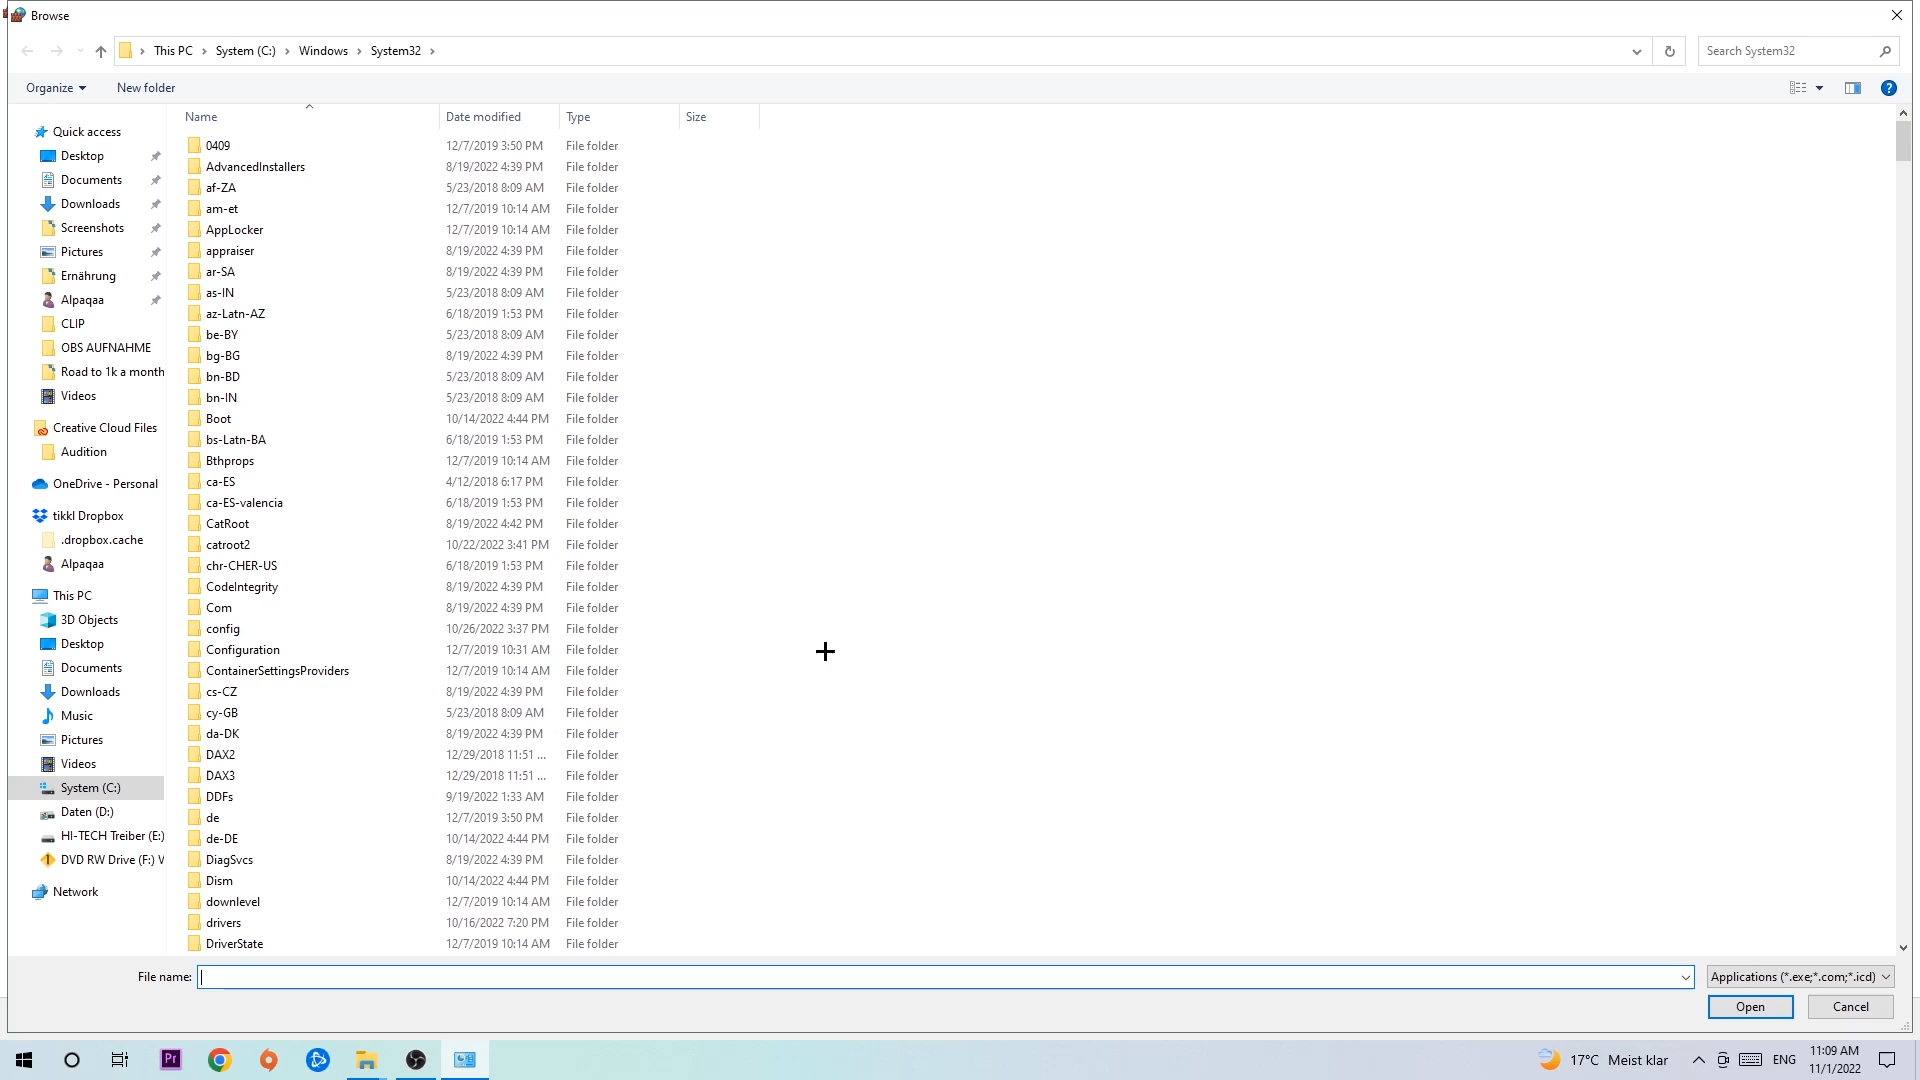 Browse
This PC
System (C:)
Windows
System32
Search System32
Organize
New folder
Name
Date modified
Type
Size
Quick access
Desktop
Documents
Downloads
Screenshots
Pictures
Ernährung
Alpaqaa
CLIP
OBS AUFNAHME
Road to 1k a month
Videos
Creative Cloud Files
Audition
OneDrive - Personal
tikkl Dropbox
.dropbox.cache
Alpaqaa
This PC
3D Objects
Desktop
Documents
Downloads
Music
Pictures
Videos
System (C:)
Daten (D:)
HI-TECH Treiber (E:)
DVD RW Drive (F:) V
Network
0409 12/7/2019 3:50 PM File folder
AdvancedInstallers 8/19/2022 4:39 PM File folder
af-ZA 5/23/2018 8:09 AM File folder
am-et 12/7/2019 10:14 AM File folder
AppLocker 12/7/2019 10:14 AM File folder
appraiser 8/19/2022 4:39 PM File folder
ar-SA 8/19/2022 4:39 PM File folder
as-IN 5/23/2018 8:09 AM File folder
az-Latn-AZ 6/18/2019 1:53 PM File folder
be-BY 5/23/2018 8:09 AM File folder
bg-BG 8/19/2022 4:39 PM File folder
bn-BD 5/23/2018 8:09 AM File folder
bn-IN 5/23/2018 8:09 AM File folder
Boot 10/14/2022 4:44 PM File folder
bs-Latn-BA 6/18/2019 1:53 PM File folder
Bthprops 12/7/2019 10:14 AM File folder
ca-ES 4/12/2018 6:17 PM File folder
ca-ES-valencia 6/18/2019 1:53 PM File folder
CatRoot 8/19/2022 4:42 PM File folder
catroot2 10/22/2022 3:41 PM File folder
chr-CHER-US 6/18/2019 1:53 PM File folder
CodeIntegrity 8/19/2022 4:39 PM File folder
Com 8/19/2022 4:39 PM File folder
config 10/26/2022 3:37 PM File folder
Configuration 12/7/2019 10:31 AM File folder
ContainerSettingsProviders 12/7/2019 10:14 AM File folder
cs-CZ 8/19/2022 4:39 PM File folder
cy-GB 5/23/2018 8:09 AM File folder
da-DK 8/19/2022 4:39 PM File folder
DAX2 12/29/2018 11:51 ... File folder
DAX3 12/29/2018 11:51 ... File folder
DDFs 9/19/2022 1:33 AM File folder
de 12/7/2019 3:50 PM File folder
de-DE 10/14/2022 4:44 PM File folder
DiagSvcs 8/19/2022 4:39 PM File folder
Dism 10/14/2022 4:44 PM File folder
downlevel 12/7/2019 10:14 AM File folder
drivers 10/16/2022 7:20 PM File folder
DriverState 12/7/2019 10:14 AM File folder
File name:
Applications (*.exe;*.com;*.icd)
Open
Cancel
Pr
17°C Meist klar
ENG
11:09 AM
11/1/2022